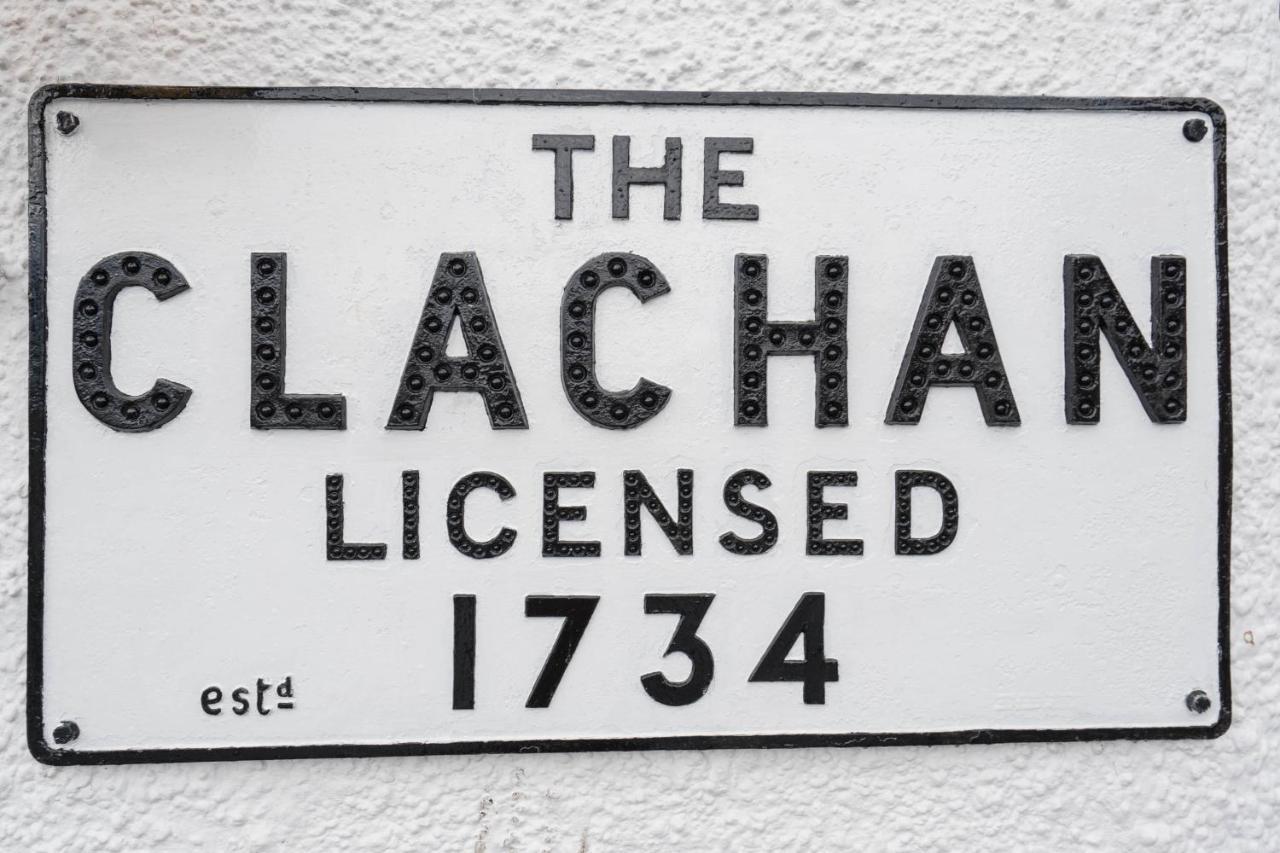 THE
CLACHAN
LICENSED
estd 1734